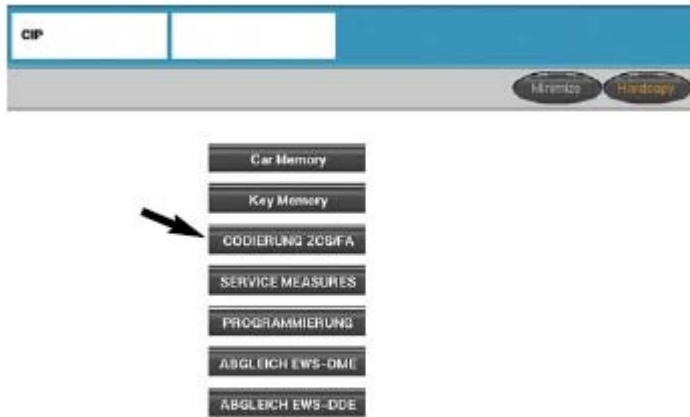 CIP
Minimize Hardcopy
Car Memory
Key Memory
CODIERUNG ZCS/FA
SERVICE MEASURES
PROGRAMMIERUNG
ABGLEICH EWS-DME
ABGLEICH EWS-DDE